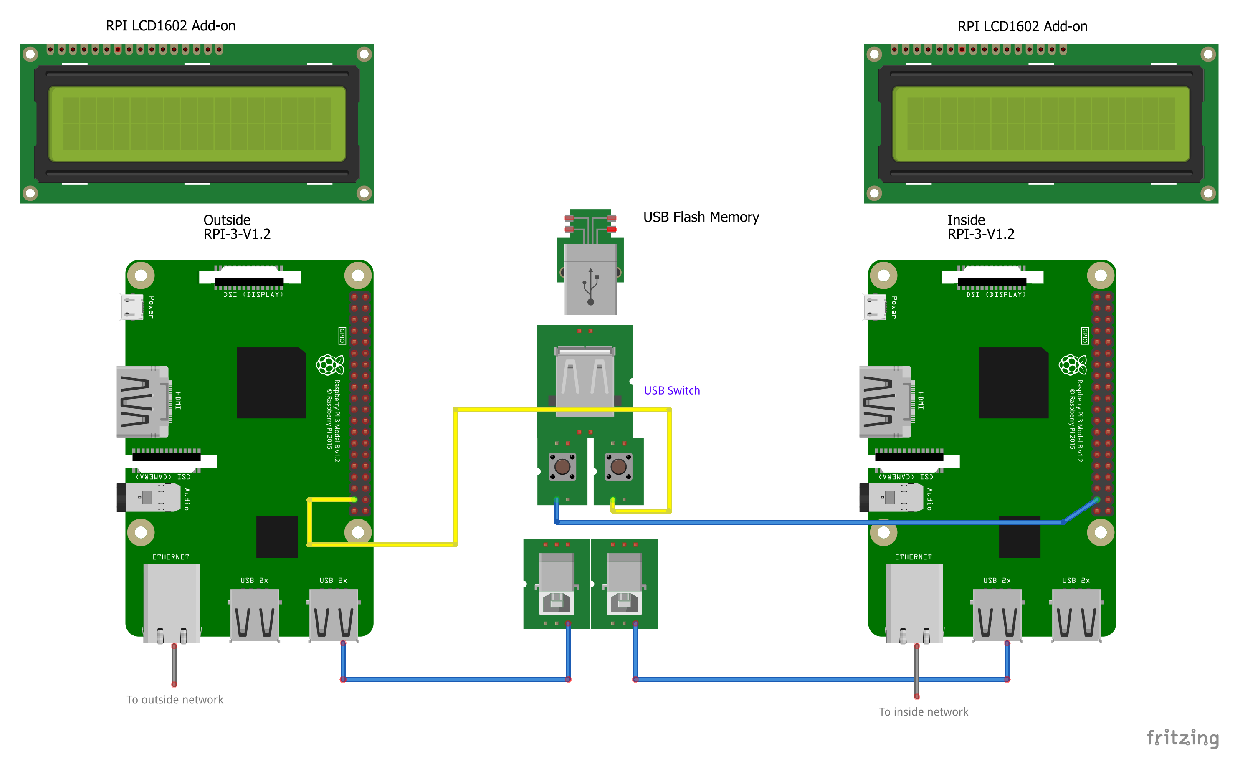 RPI LCD1602 Add-on
RPI LCD1602 Add-on
Outside
RPI-3-V1.2
USB Flash Memory
Inside
RPI-3-V1.2
DSI (DISPLAY)
Power
GPIO
HDMI
Raspberry Pi 3 Model B v1.2
© Raspberry Pi 2015
CSI (CAMERA)
Audio
ETHERNET
USB 2x
USB 2x
USB Switch
DSI (DISPLAY)
Power
GPIO
HDMI
Raspberry Pi 3 Model B v1.2
© Raspberry Pi 2015
CSI (CAMERA)
Audio
ETHERNET
USB 2x
USB 2x
To outside network
To inside network
fritzing